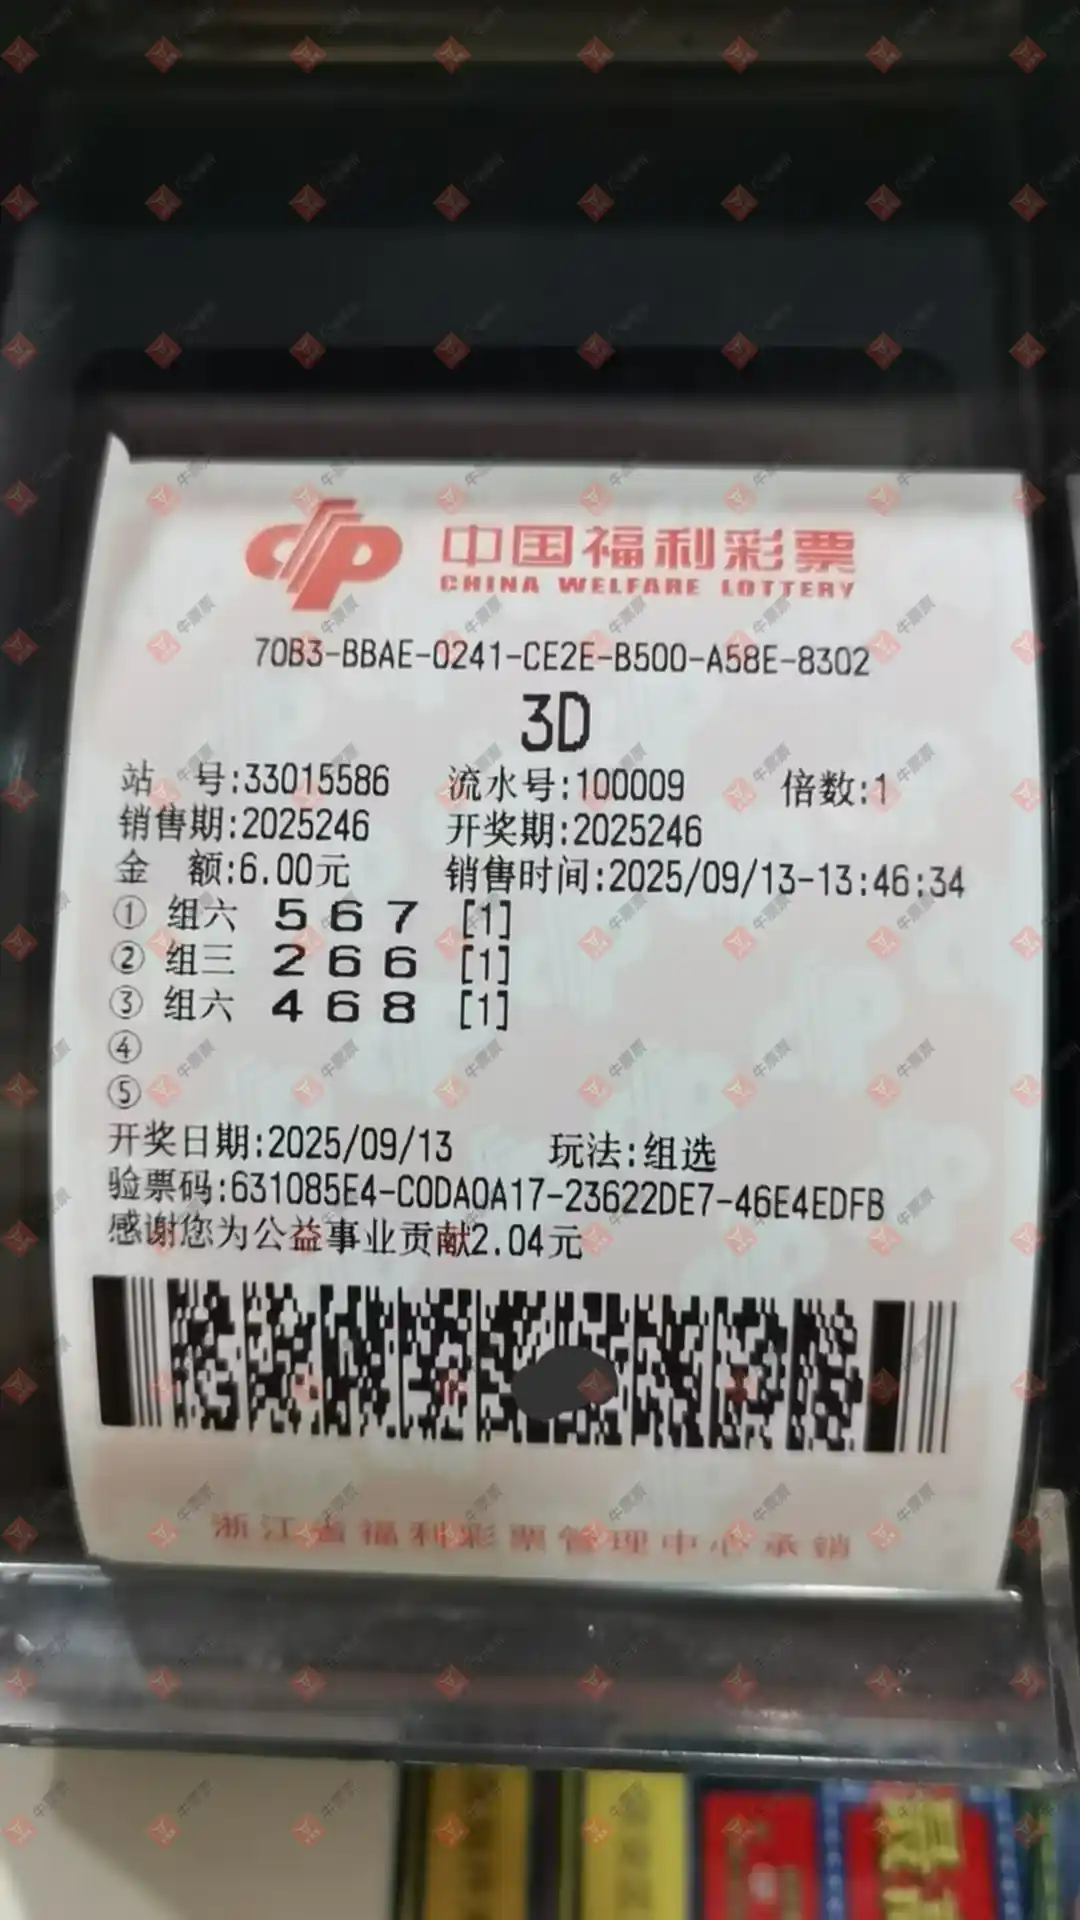 中国福利彩票
CHINA WELFARE LOTTERY
70B3-BBAE-0241-CE2E-B500-A58E-8302
3D
站 号:33015586 流水号:100009 倍数:1
销售期:2025246 开奖期:2025246
金 额:6.00元 销售时间:2025/09/13-13:46:34
① 组六 5 6 7 [1]
② 组三 2 6 6 [1]
③ 组六 4 6 8 [1]
④
⑤
开奖日期:2025/09/13 玩法:组选
验票码:631085E4-C0DA0A17-23622DE7-46E4EDFB
感谢您为公益事业贡献2.04元
浙江省福利彩票管理中心承销
牛票票